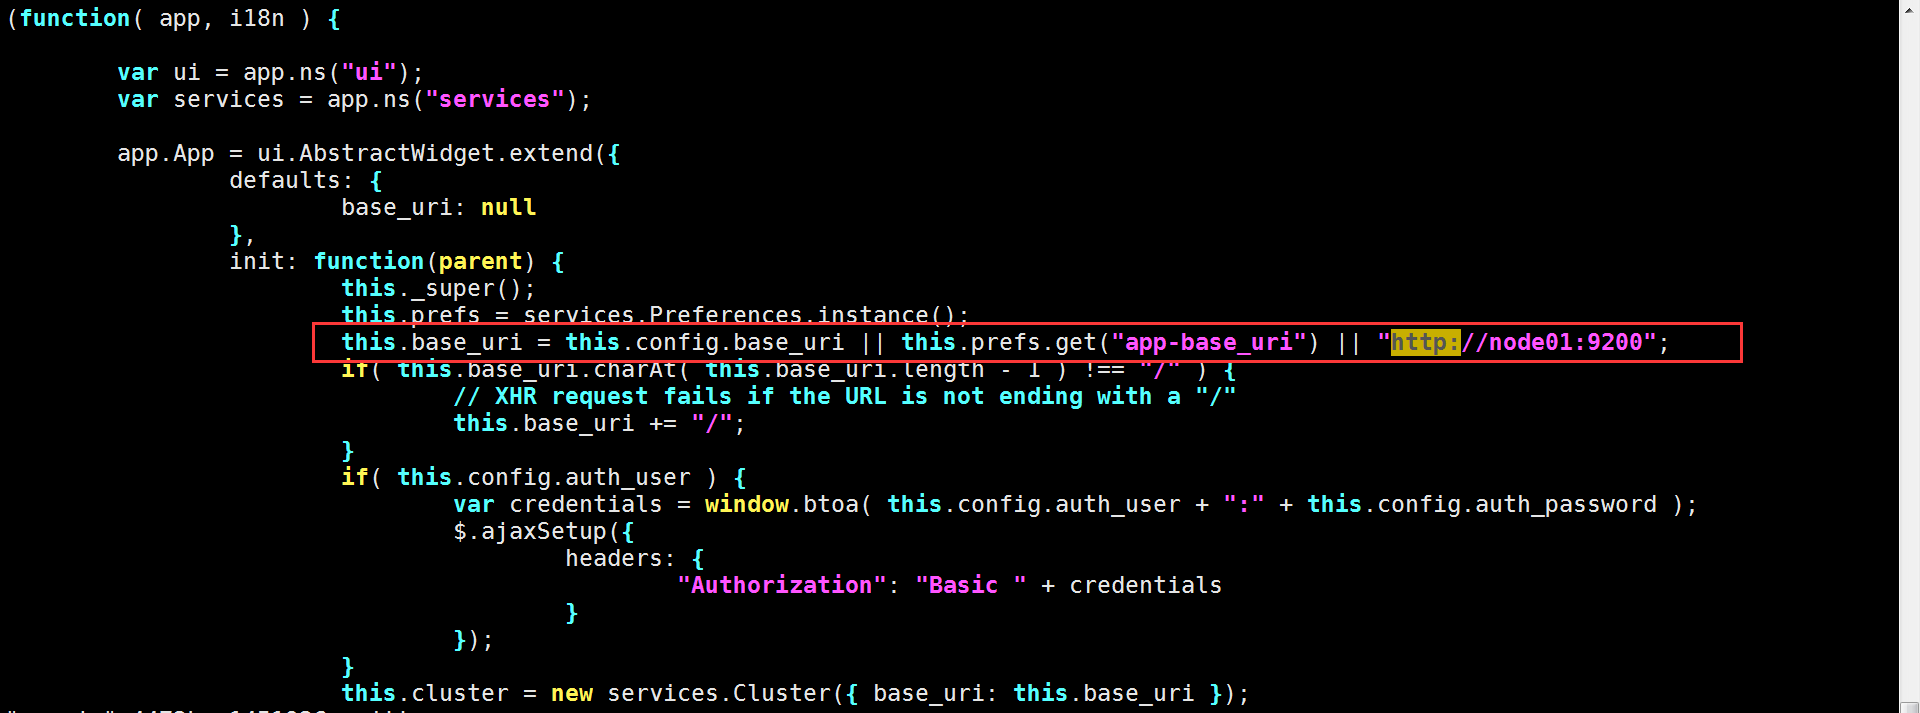 (function( app, i18n ) {
var ui = app.ns("ui");
var services = app.ns("services");
app.App = ui.AbstractWidget.extend({
defaults: {
base_uri: null
},
init: function(parent) {
this._super();
this.prefs = services.Preferences.instance();
this.base_uri = this.config.base_uri || this.prefs.get("app-base_uri") || "http://node01:9200";
if( this.base_uri.charAt( this.base_uri.length - 1 ) !== "/" ) {
// XHR request fails if the URL is not ending with a "/"
this.base_uri += "/";
}
if( this.config.auth_user ) {
var credentials = window.btoa( this.config.auth_user + ":" + this.config.auth_password );
$.ajaxSetup({
headers: {
"Authorization": "Basic " + credentials
}
});
}
this.cluster = new services.Cluster({ base_uri: this.base_uri });